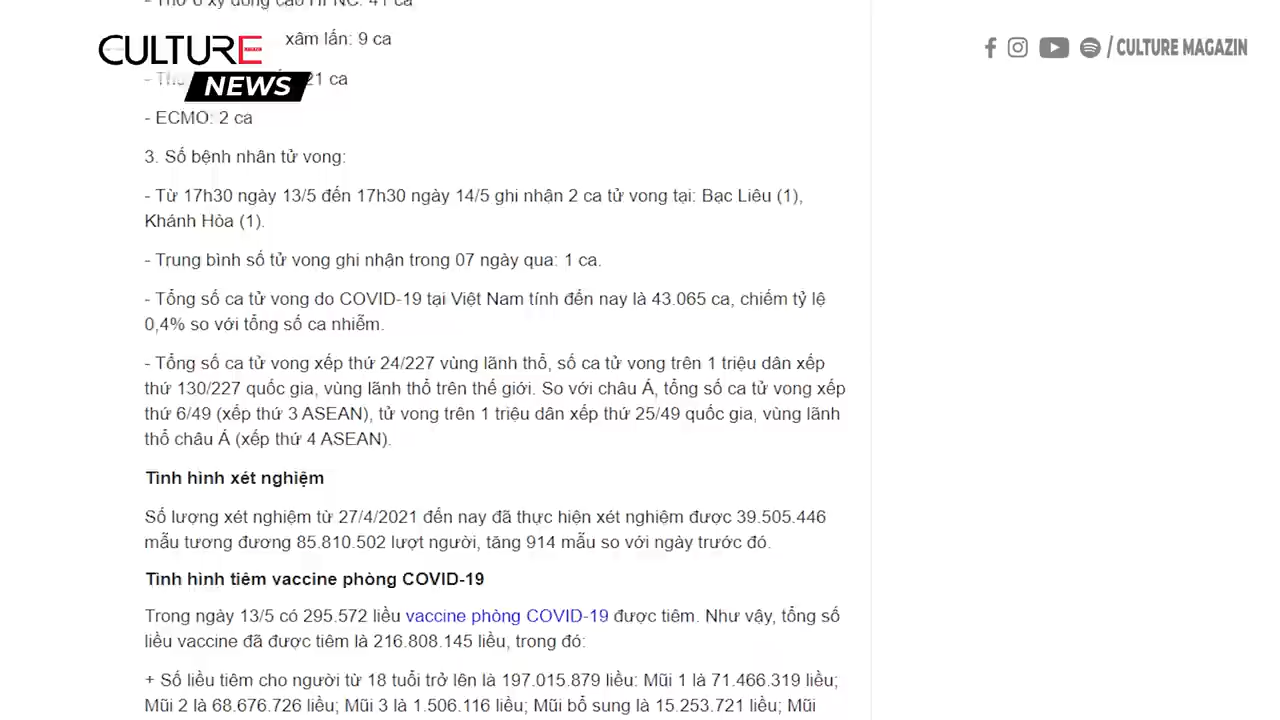 - Thở ô xy dòng cao HFNC: 41 ca
CULTURE
xâm lấn: 9 ca
/ CULTURE MAGAZIN
21 ca
NEWS
- ECMO: 2 ca
3. Số bệnh nhân tử vong:
- Từ 17h30 ngày 13/5 đến 17h30 ngày 14/5 ghi nhận 2 ca tử vong tại: Bạc Liêu (1),
Khánh Hòa (1).
- Trung bình số tử vong ghi nhận trong 07 ngày qua: 1 ca.
- Tổng số ca tử vong do COVID-19 tại Việt Nam tính đến nay là 43.065 ca, chiếm tỷ lệ
0,4% so với tổng số ca nhiễm.
- Tổng số ca tử vong xếp thứ 24/227 vùng lãnh thổ, số ca tử vong trên 1 triệu dân xếp
thứ 130/227 quốc gia, vùng lãnh thổ trên thế giới. So với châu Á, tổng số ca tử vong xếp
thứ 6/49 (xếp thứ 3 ASEAN), tử vong trên 1 triệu dân xếp thứ 25/49 quốc gia, vùng lãnh
thổ châu Á (xếp thứ 4 ASEAN).
Tình hình xét nghiệm
Số lượng xét nghiệm từ 27/4/2021 đến nay đã thực hiện xét nghiệm được 39.505.446
mẫu tương đương 85.810.502 lượt người, tăng 914 mẫu so với ngày trước đó.
Tình hình tiêm vaccine phòng COVID-19
Trong ngày 13/5 có 295.572 liều vaccine phòng COVID-19 được tiêm. Như vậy, tổng số
liều vaccine đã được tiêm là 216.808.145 liều, trong đó:
+ Số liều tiêm cho người từ 18 tuổi trở lên là 197.015.879 liều: Mũi 1 là 71.466.319 liều;
Mũi 2 là 68.676.726 liều; Mũi 3 là 1.506.116 liều; Mũi bổ sung là 15.253.721 liều; Mũi